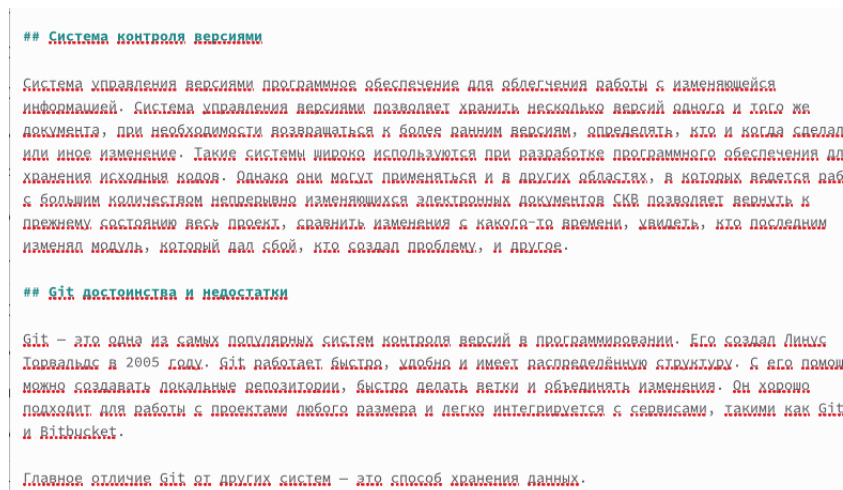 ## Система контроля версиями
Система управления версиями программное обеспечение для облегчения работы с изменяющейся
информацией. Система управления версиями позволяет хранить несколько версий одного и того же
документа, при необходимости возвращаться к более ранним версиям, определять, кто и когда сделал
или иное изменение. Такие системы широко используются при разработке программного обеспечения
хранения исходныя кодов. Однако они могут применяться и в других областях, в которых ведется
с большим количеством непрерывно изменяющихся электронных документов СКВ позволяет вернуть к
прежнему состоянию весь проект, сравнить изменения с какого-то времени, увидеть, кто последним
изменял модуль, который дал сбой, кто создал проблему, и другое.
## Git достоинства и недостатки
Git — это одна из самых популярных систем контроля версий в программировании. Его создал Линус
Торвальдс в 2005 году. Git работает быстро, удобно и имеет распределённую структуру. С его
можно создавать локальные репозитории, быстро делать ветки и объединять изменения. Он хорошо
подходит для работы с проектами любого размера и легко интегрируется с сервисами, такими как Git
и Bitbucket.
Главное отличие Git от других систем — это способ хранения данных.